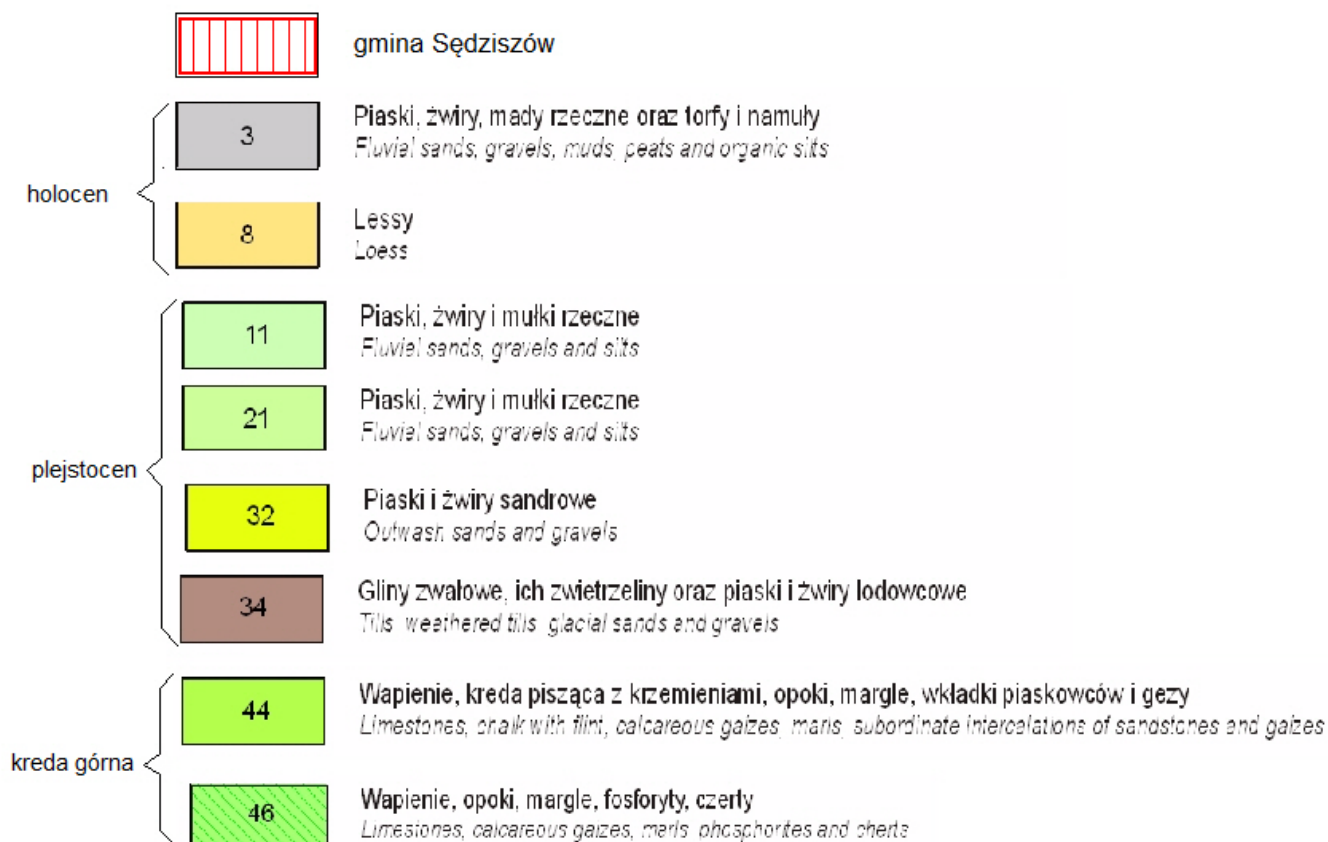 gmina Sędziszów
holocen
3
Piaski, żwiry, mady rzeczne oraz torfy i namuły
Fluvial sands, gravels, muds, peats and organic silts
8
Lessy
Loess
plejstocen
11
Piaski, żwiry i mułki rzeczne
Fluvial sands, gravels and silts
21
Piaski, żwiry i mułki rzeczne
Fluvial sands, gravels and silts
32
Piaski i żwiry sandrowe
Outwash sands and gravels
34
Gliny zwałowe, ich zwietrzeliny oraz piaski i żwiry lodowcowe
Tills, weathered tills, glacial sands and gravels
kreda górna
44
Wapienie, kreda pisząca z krzemieniami, opoki, margle, wkładki piaskowców i gezy
Limestones, chalk with flint, calcareous gaizes, marls, subordinate intercalations of sandstones and gaizes
46
Wapienie, opoki, margle, fosforyty, czerty
Limestones, calcareous gaizes, marls, phosphorites and cherts